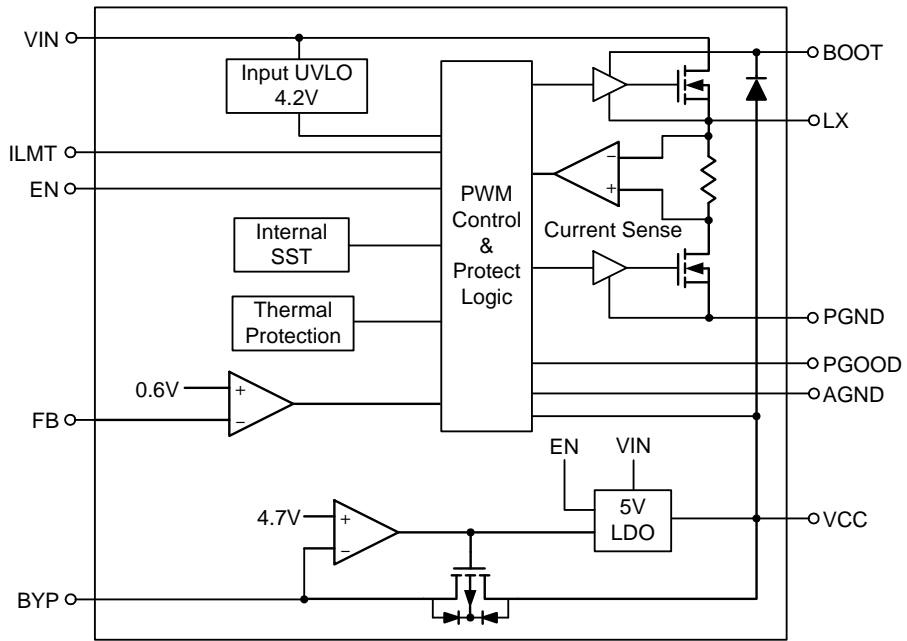 VIN
BOOT
Input UVLO
4.2V
LX
ILMT
EN
PWM
Control
&
Protect
Logic
−
+
Current Sense
Internal
SST
Thermal
Protection
PGND
PGOOD
AGND
0.6V
+
−
FB
EN
VIN
5V
LDO
VCC
4.7V
+
−
BYP